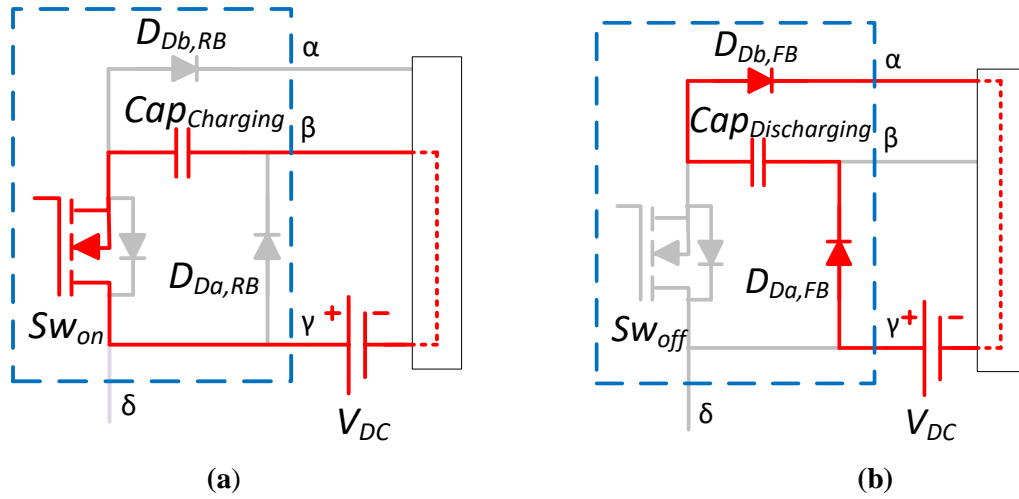 D_{Db,RB}
α
Cap_{Charging}
β
D_{Da,RB}
Sw_{on}
γ
+
-
δ
V_{DC}
(a)
D_{Db,FB}
α
Cap_{Discharging}
β
D_{Da,FB}
Sw_{off}
γ
+
-
δ
V_{DC}
(b)